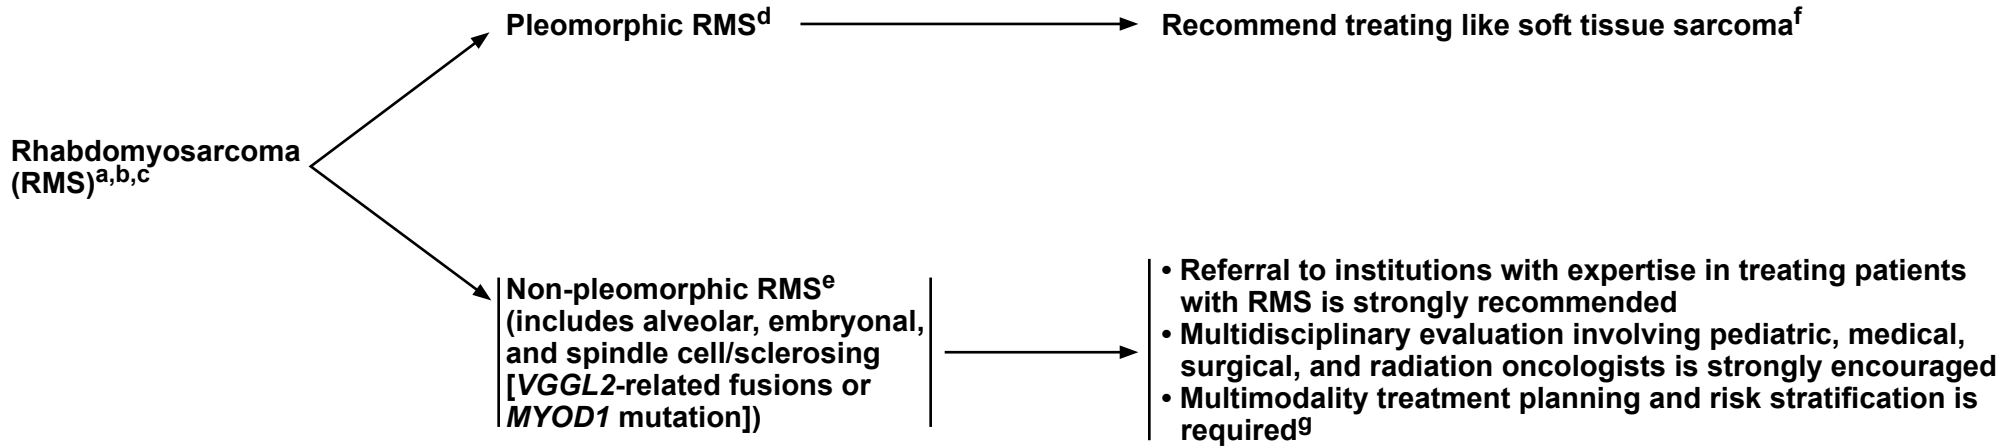 Pleomorphic RMSd
Recommend treating like soft tissue sarcomaf
Rhabdomyosarcoma
(RMS)a,b,c
Non-pleomorphic RMSe
(includes alveolar, embryonal,
and spindle cell/sclerosing
[VGGL2-related fusions or
MYOD1 mutation])
• Referral to institutions with expertise in treating patients
with RMS is strongly recommended
• Multidisciplinary evaluation involving pediatric, medical,
surgical, and radiation oncologists is strongly encouraged
• Multimodality treatment planning and risk stratification is
requiredg